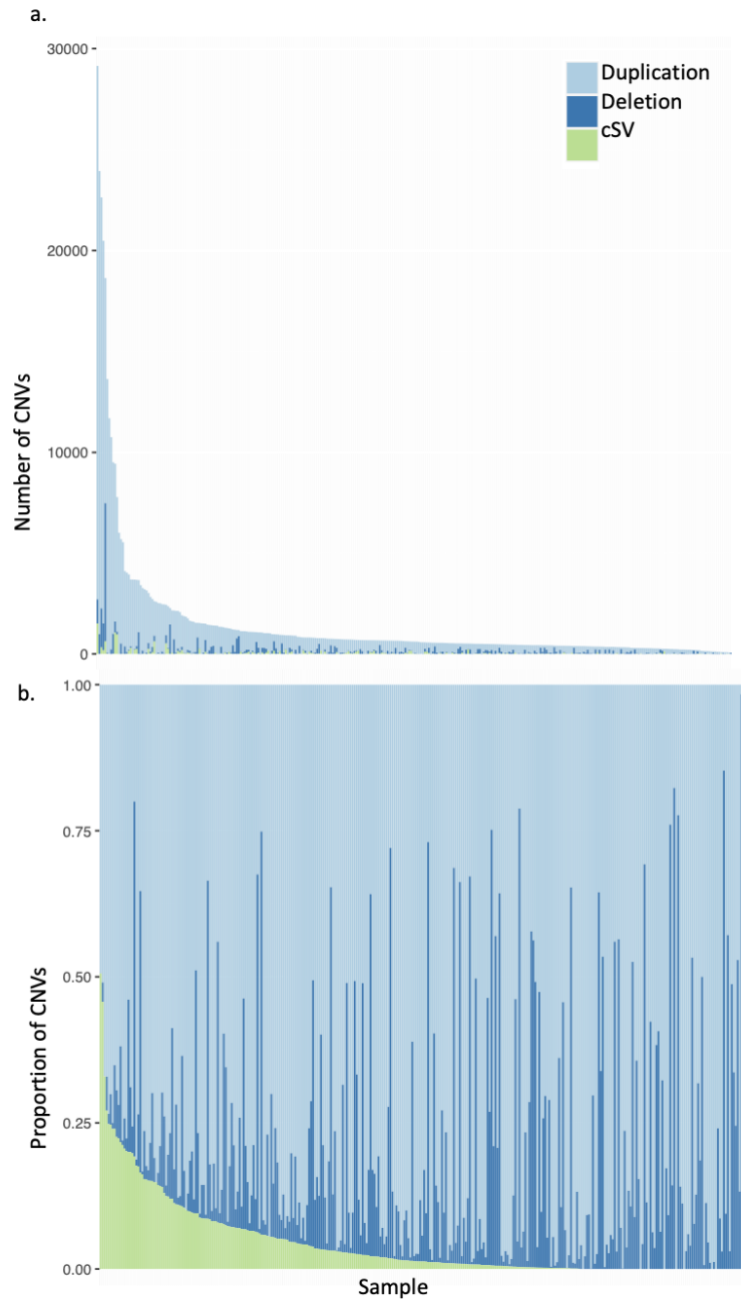 a.
30000
Duplication
Deletion
cSV
20000
Number of CNVs
10000
0
b.
1.00
0.75
0.50
Proportion of CNVs
0.25
0.00
Sample